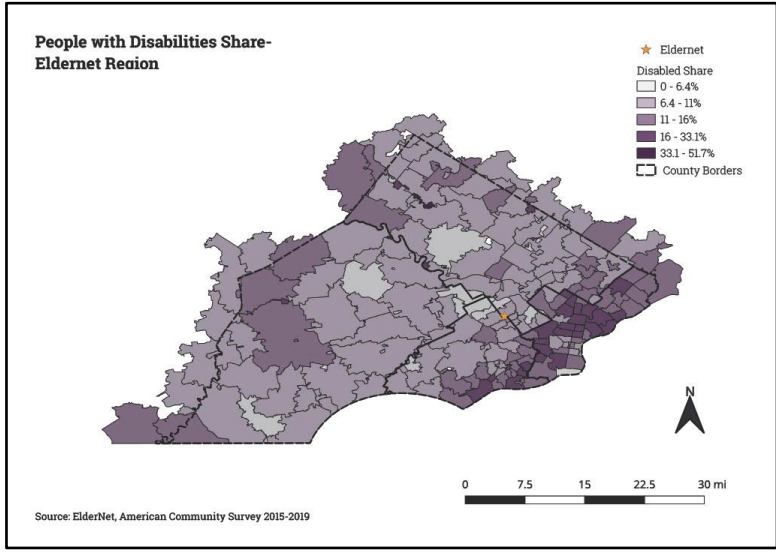 People with Disabilities Share-
Eldernet Region
Eldernet
Disabled Share
0 - 6.4%
6.4 - 11%
11 - 16%
16 - 33.1%
33.1 - 51.7%
County Borders
N
0 7.5 15 22.5 30 mi
Source: ElderNet, American Community Survey 2015-2019